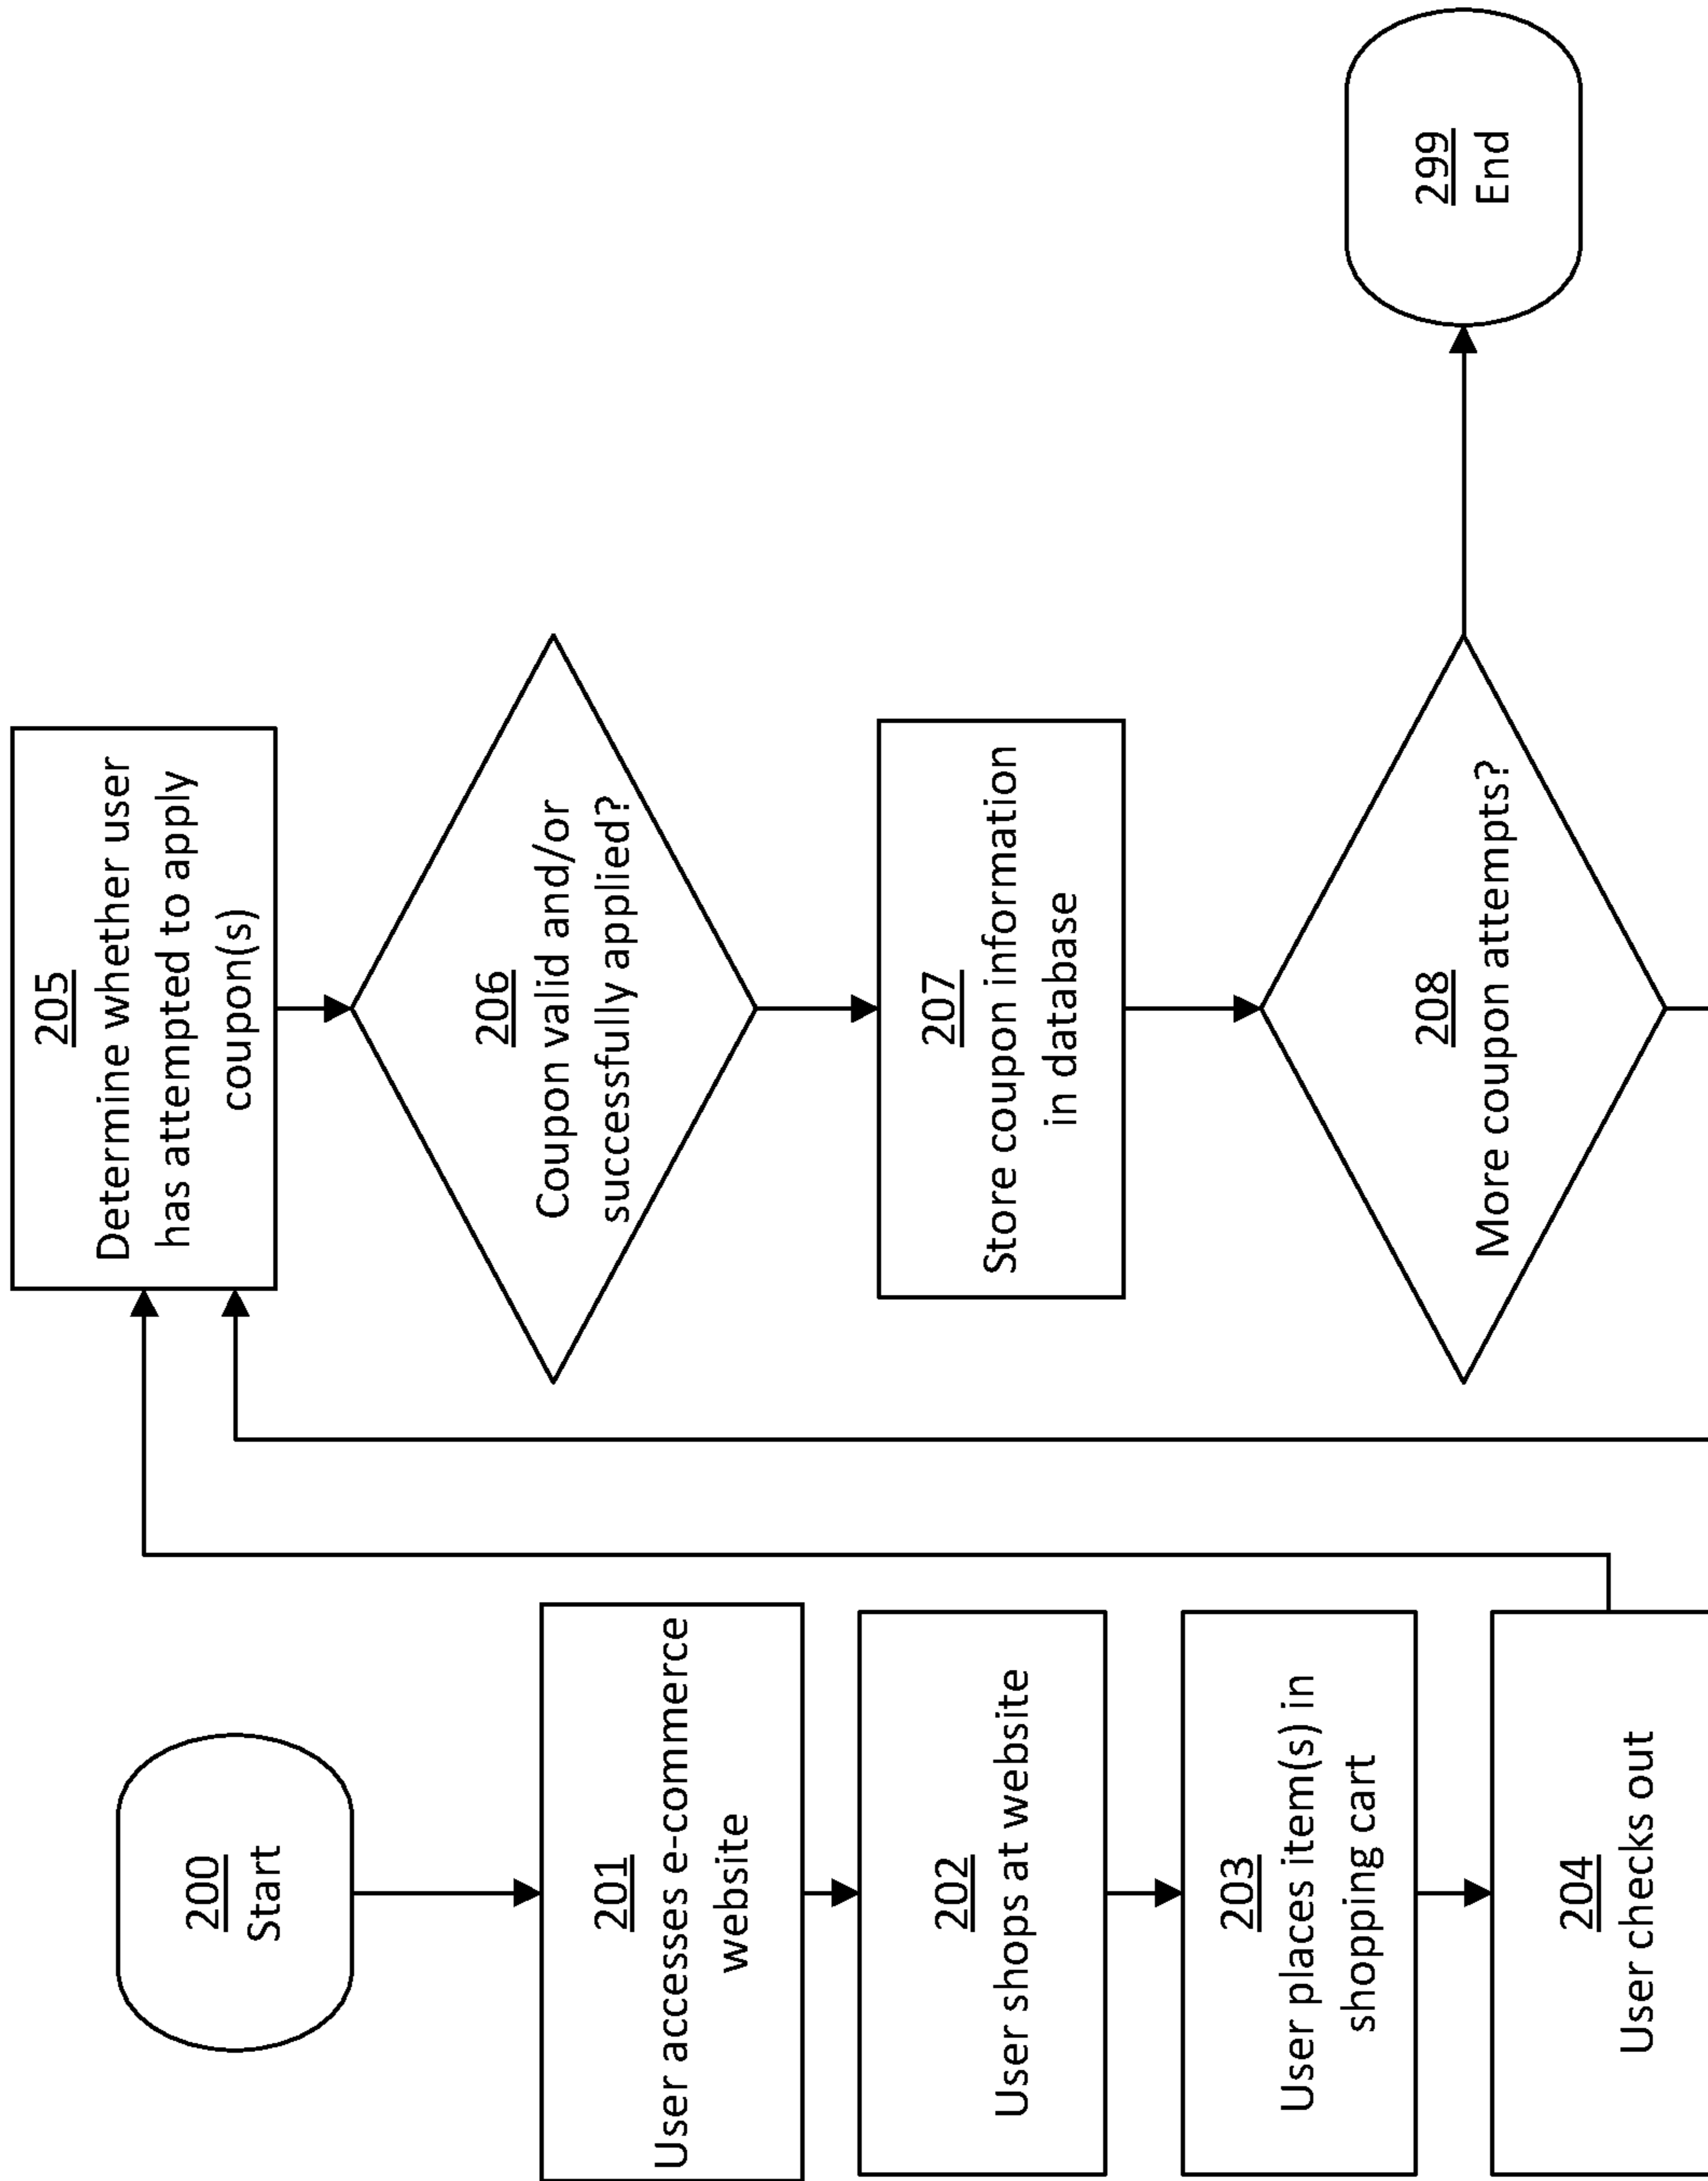 200
Start
201
User accesses e-commerce
website
202
User shops at website
203
User places item(s) in
shopping cart
204
User checks out
205
Determine whether user
has attempted to apply
coupon(s)
206
Coupon valid and/or
successfully applied?
207
Store coupon information
in database
208
More coupon attempts?
299
End